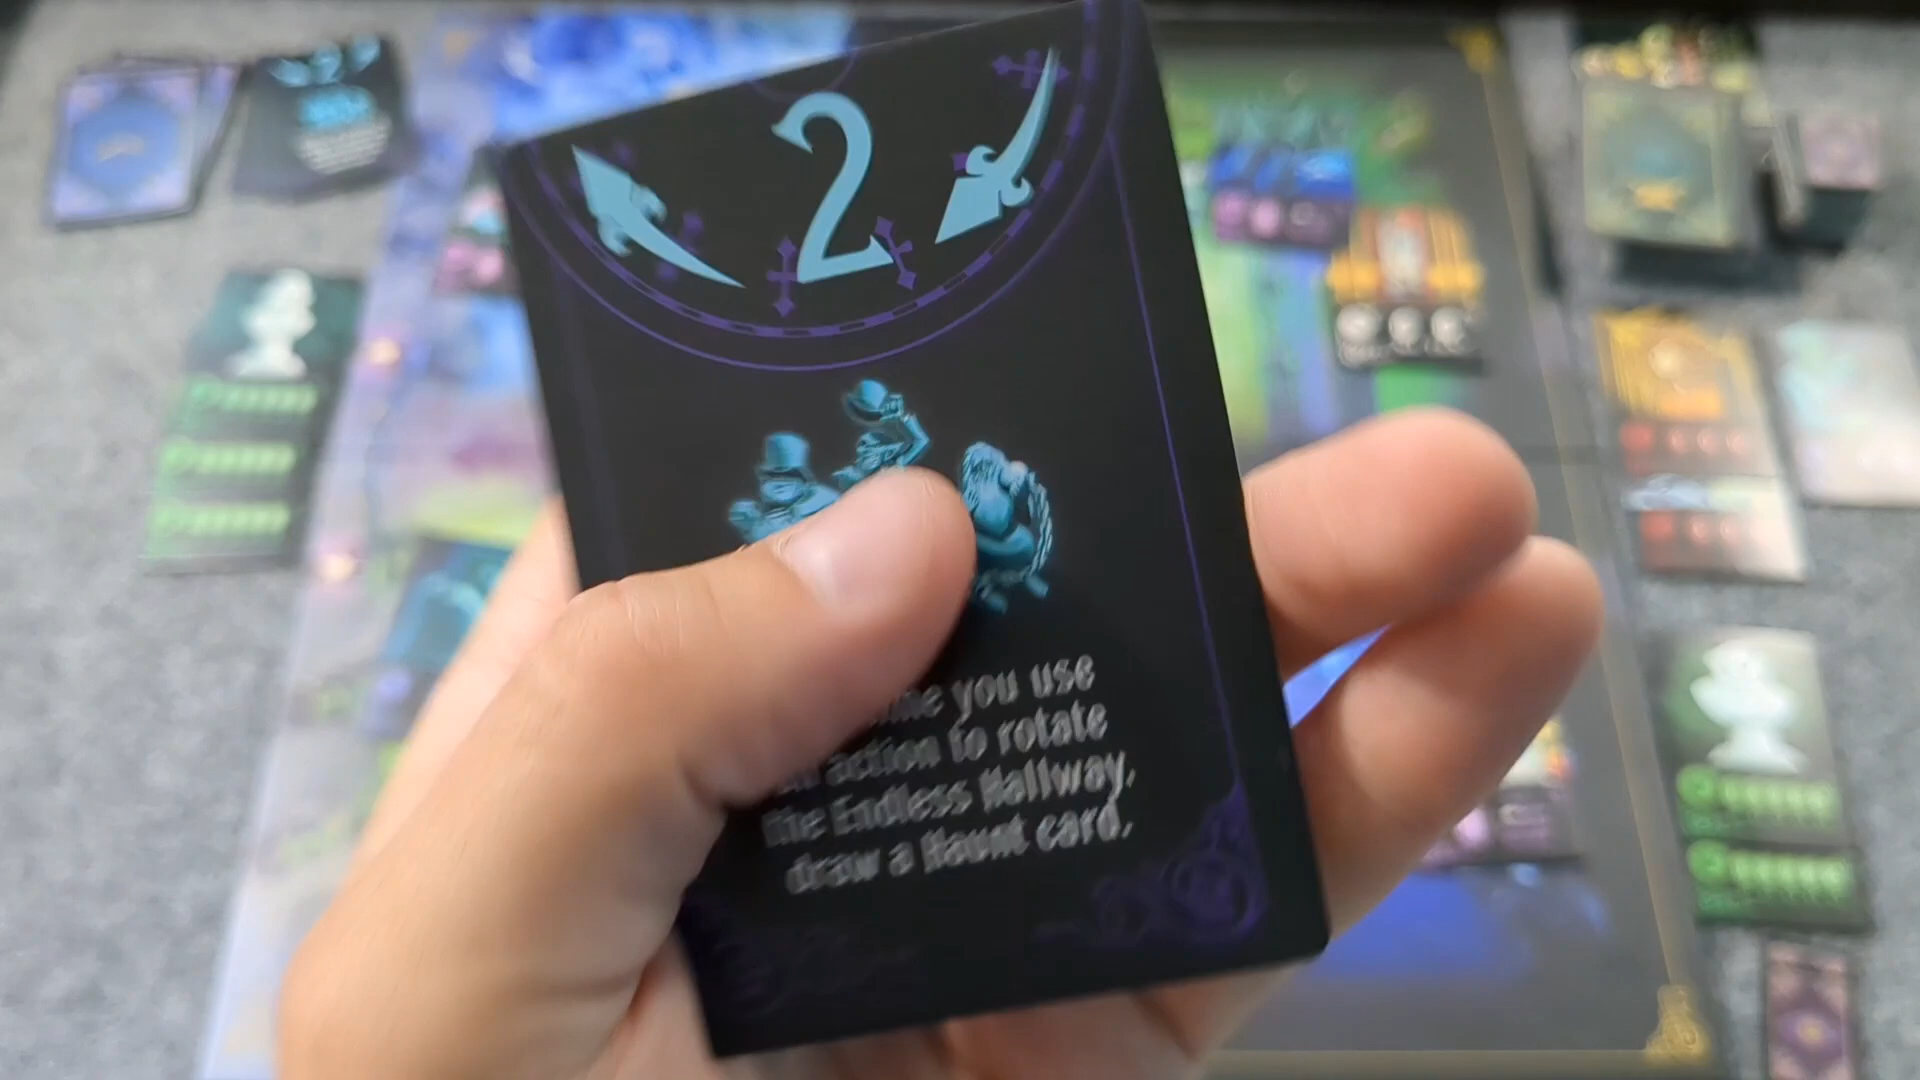 2
you use
action to rotate
the Endless Hallway,
draw a Haunt card.